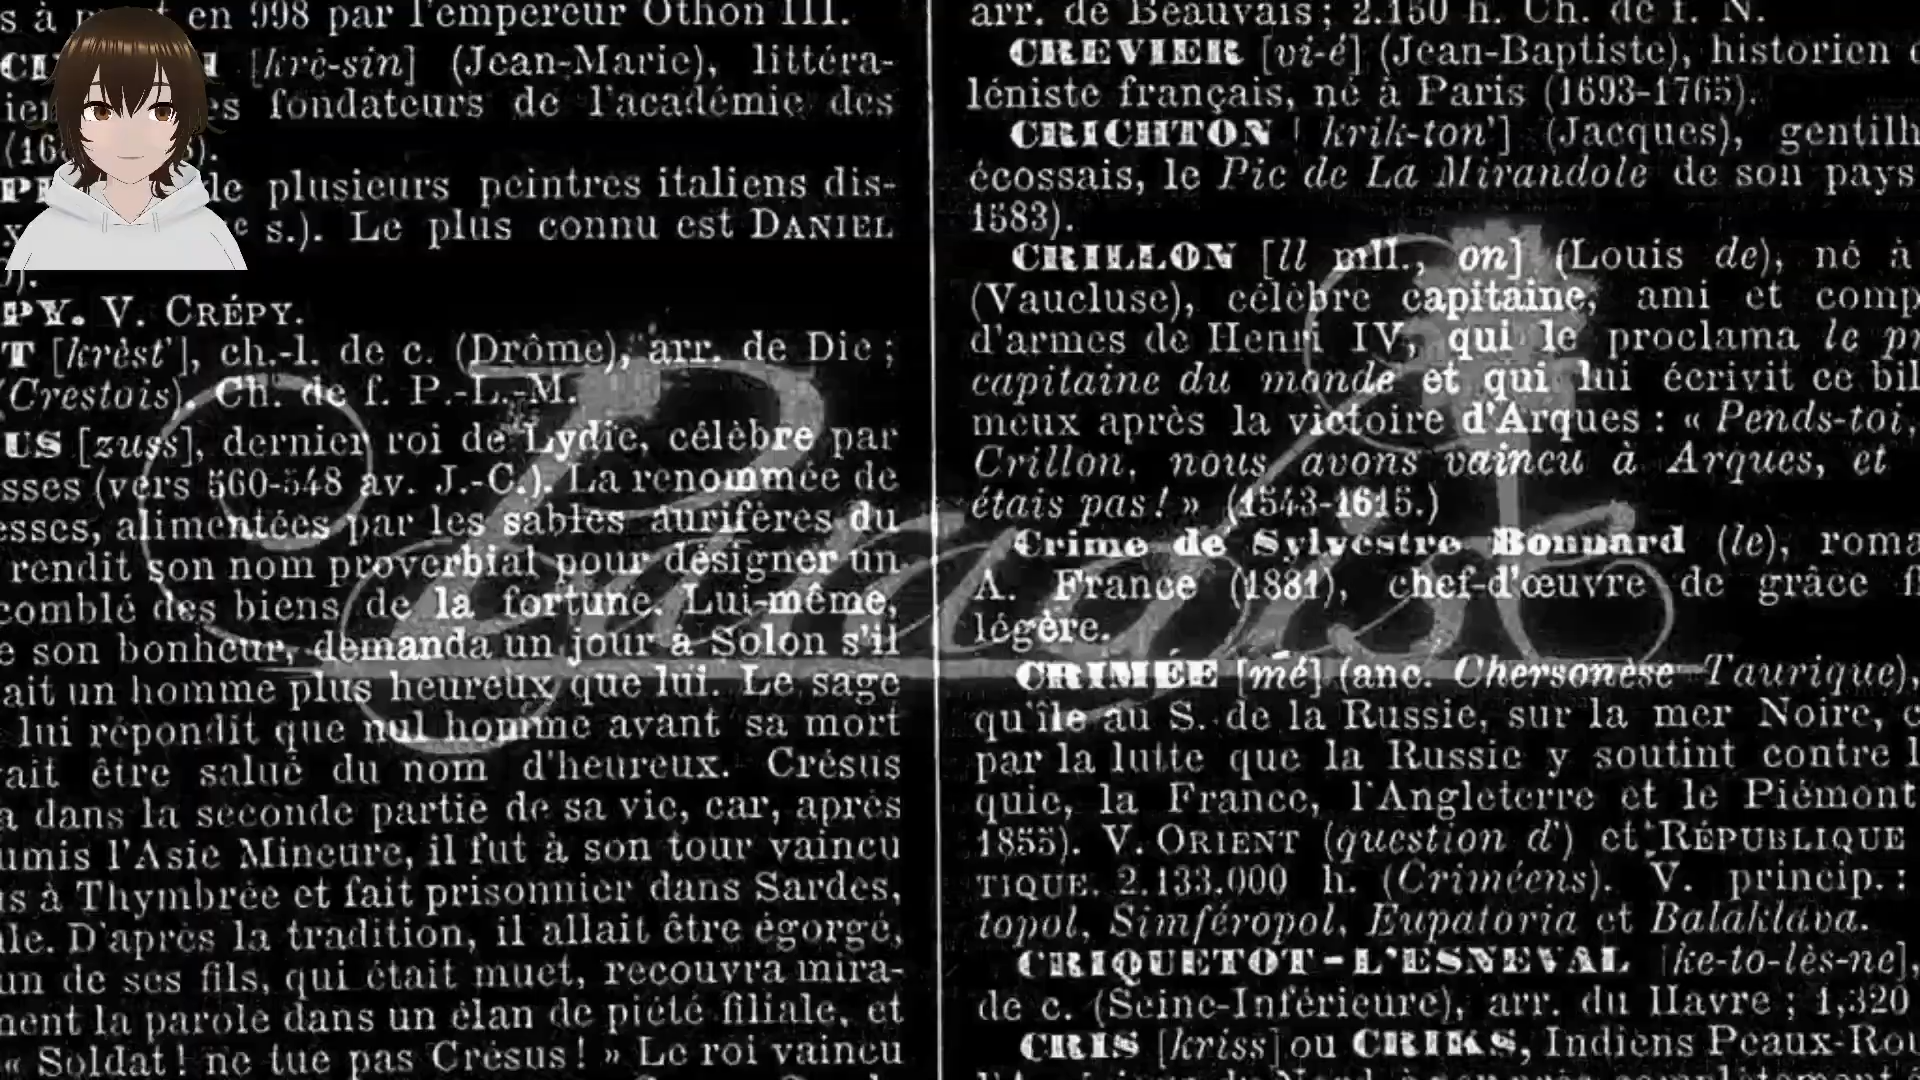 s à en 998 par l'empereur Othon III.
[krè-sin] (Jean-Marie), littéra-
es fondateurs de l'académie des
de plusieurs peintres italiens dis-
e s.). Le plus connu est DANIEL
PY. V. CRÉPY.
T [krèst'], ch.-l. de c. (Drôme), arr. de Die ;
(Crestois). Ch. de f. P.-L.-M.
US [zuss], dernier roi de Lydie, célèbre par
sses (vers 560-548 av. J.-C.). La renommée de
esses, alimentées par les sables aurifères du
rendit son nom proverbial pour désigner un
comblé des biens de la fortune. Lui-même,
e son bonheur, demanda un jour à Solon s'il
ait un homme plus heureux que lui. Le sage
lui répondit que nul homme avant sa mort
ait être salué du nom d'heureux. Crésus
a dans la seconde partie de sa vie, car, après
umis l'Asie Mineure, il fut à son tour vaincu
s à Thymbrée et fait prisonnier dans Sardes,
le. D'après la tradition, il allait être égorgé,
un de ses fils, qui était muet, recouvra mira-
ment la parole dans un élan de piété filiale, et
« Soldat ! ne tue pas Crésus ! » Le roi vaincu
arr. de Beauvais ; 2.150 h. Ch. de f. N.
CREVIER [vi-é] (Jean-Baptiste), historien
léniste français, né à Paris (1693-1765).
CRICHTON [krik-ton'] (Jacques), gentilh
écossais, le Pic de La Mirandole de son pays
1583).
CRILLON [ll mll., on] (Louis de), né à
(Vaucluse), célèbre capitaine, ami et comp
d'armes de Henri IV, qui le proclama le pr
capitaine du monde et qui lui écrivit ce bil
meux après la victoire d'Arques : « Pends-toi,
Crillon, nous avons vaincu à Arques, et
étais pas ! » (1543-1615.)
Crime de Sylvestre Bonnard (le), roma
A. France (1881), chef-d'œuvre de grâce fi
légère.
CRIMÉE [mé] (anc. Chersonèse Taurique),
qu'île au S. de la Russie, sur la mer Noire, c
par la lutte que la Russie y soutint contre l
quie, la France, l'Angleterre et le Piémont
1855). V. ORIENT (question d') et RÉPUBLIQUE
TIQUE. 2.133.000 h. (Criméens). V. princip. :
topol, Simféropol, Eupatoria et Balaklava.
CRIQUETOT-L'ESNEVAL [ke-to-lès-ne],
de c. (Seine-Inférieure), arr. du Havre ; 1,320
CRIS [kriss] ou CRIKS, Indiens Peaux-Rou